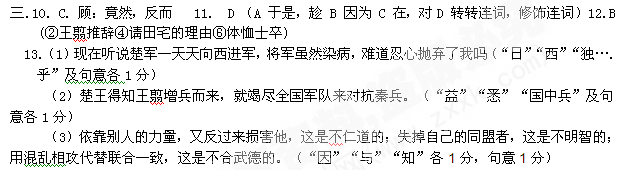 三.10. C. 顾：竟然，反而 11. D（A 于是，趁 B 因为 C 在，对 D 转转连词，修饰连词）12.B
(②王剪推辞④请田宅的理由⑥体恤士卒)
13.（1）现在听说楚军一天天向西进军，将军虽然染病，难道忍心抛弃了我吗（“日”“西”“独…．
乎”及句意各1分）
（2）楚王得知王剪增兵而来，就竭尽全国军队来对抗秦兵。（“益”“悉”“国中兵”及句
意各1分）
（3）依靠别人的力量，又反过来损害他，这是不仁道的；失掉自己的同盟者，这是不明智的；
用混乱相攻代替联合一致，这是不合武德的。（“因”“与”“知”各1分，句意1分）